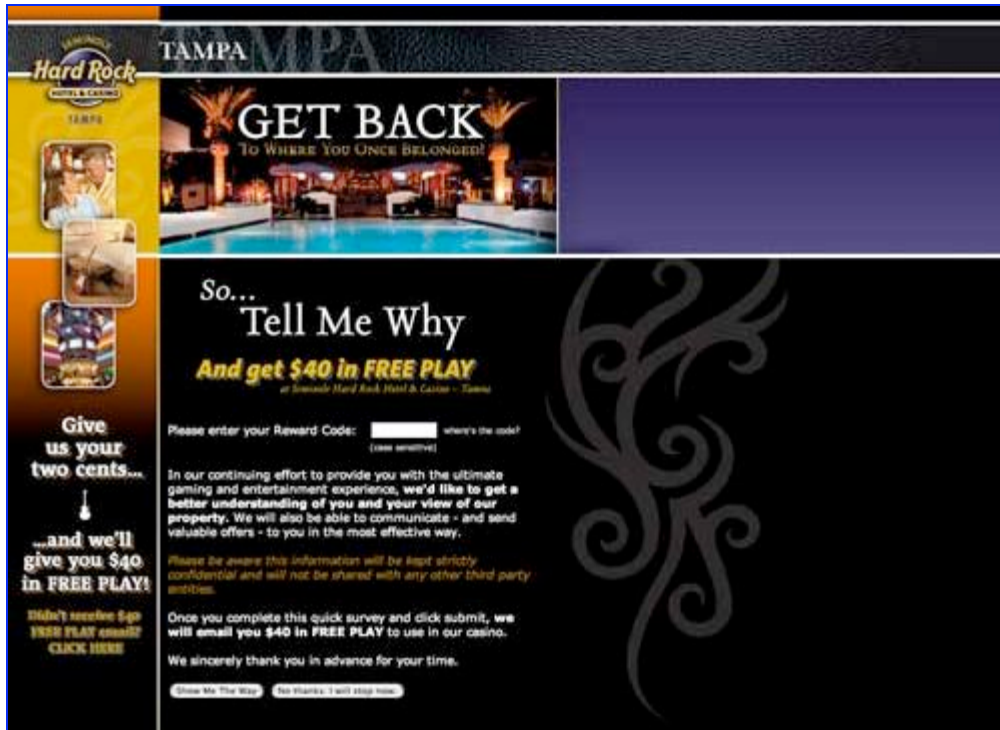 SEMINOLE
Hard Rock
HOTEL & CASINO
TAMPA
TAMPA
TAMPA
GET BACK
To Where You Once Belonged!
Give
us your
two cents...
...and we'll
give you $40
in FREE PLAY!
Didn't receive $40
FREE PLAY email?
CLICK HERE
So...
Tell Me Why
And get $40 in FREE PLAY
at Seminole Hard Rock Hotel & Casino - Tampa
Please enter your Reward Code:
where's the code?
(case sensitive)
In our continuing effort to provide you with the ultimate
gaming and entertainment experience, we'd like to get a
better understanding of you and your view of our
property. We will also be able to communicate - and send
valuable offers - to you in the most effective way.
Please be aware this information will be kept strictly
confidential and will not be shared with any other third party
entities.
Once you complete this quick survey and click submit, we
will email you $40 in FREE PLAY to use in our casino.
We sincerely thank you in advance for your time.
Show Me The Way
No thanks. I will stop now.